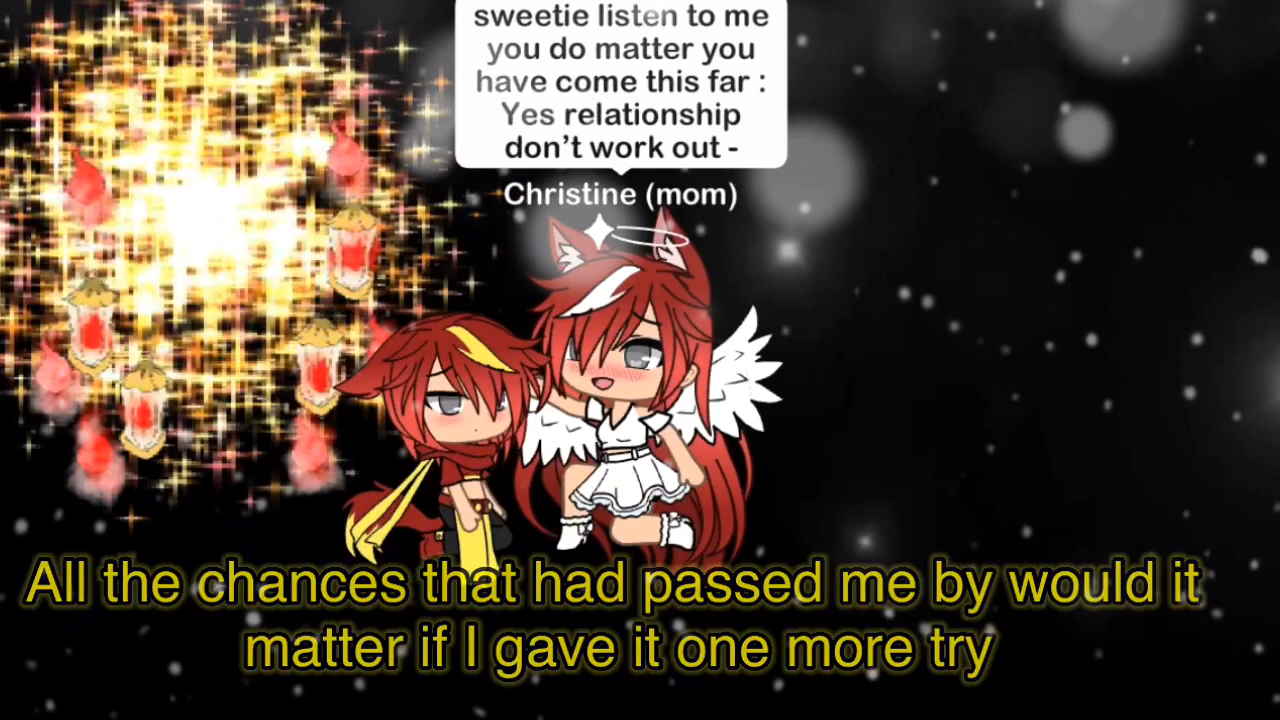 sweetie listen to me
you do matter you
have come this far :
Yes relationship
don’t work out -
Christine (mom)
All the chances that had passed me by would it
matter if I gave it one more try